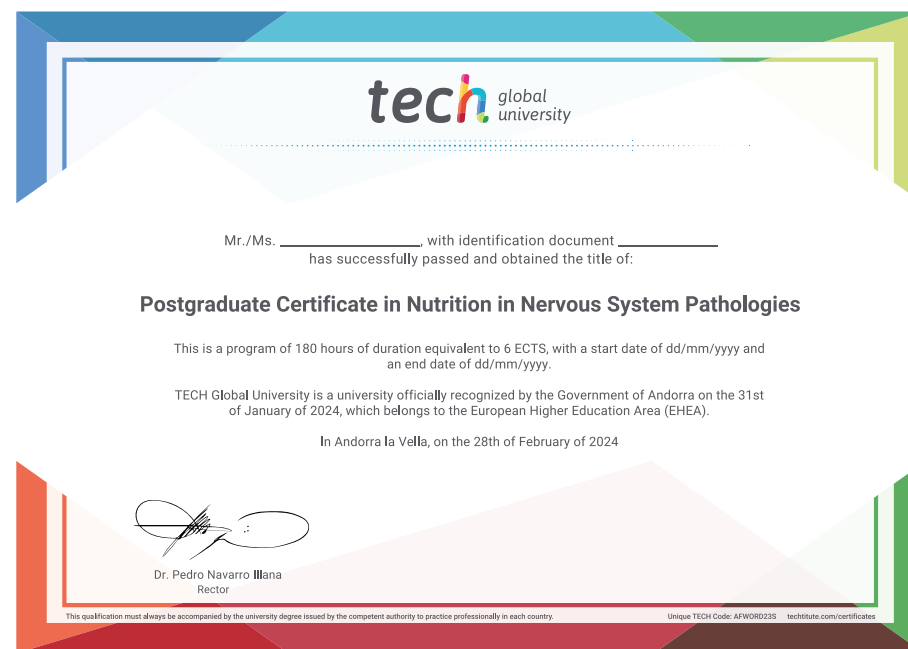 tech global university
Mr./Ms. ____________________, with identification document ______________
has successfully passed and obtained the title of:
Postgraduate Certificate in Nutrition in Nervous System Pathologies
This is a program of 180 hours of duration equivalent to 6 ECTS, with a start date of dd/mm/yyyy and
an end date of dd/mm/yyyy.
TECH Global University is a university officially recognized by the Government of Andorra on the 31st
of January of 2024, which belongs to the European Higher Education Area (EHEA).
In Andorra la Vella, on the 28th of February of 2024
Dr. Pedro Navarro Illana
Rector
This qualification must always be accompanied by the university degree issued by the competent authority to practice professionally in each country.
Unique TECH Code: AFWORD23S techtitute.com/certificates